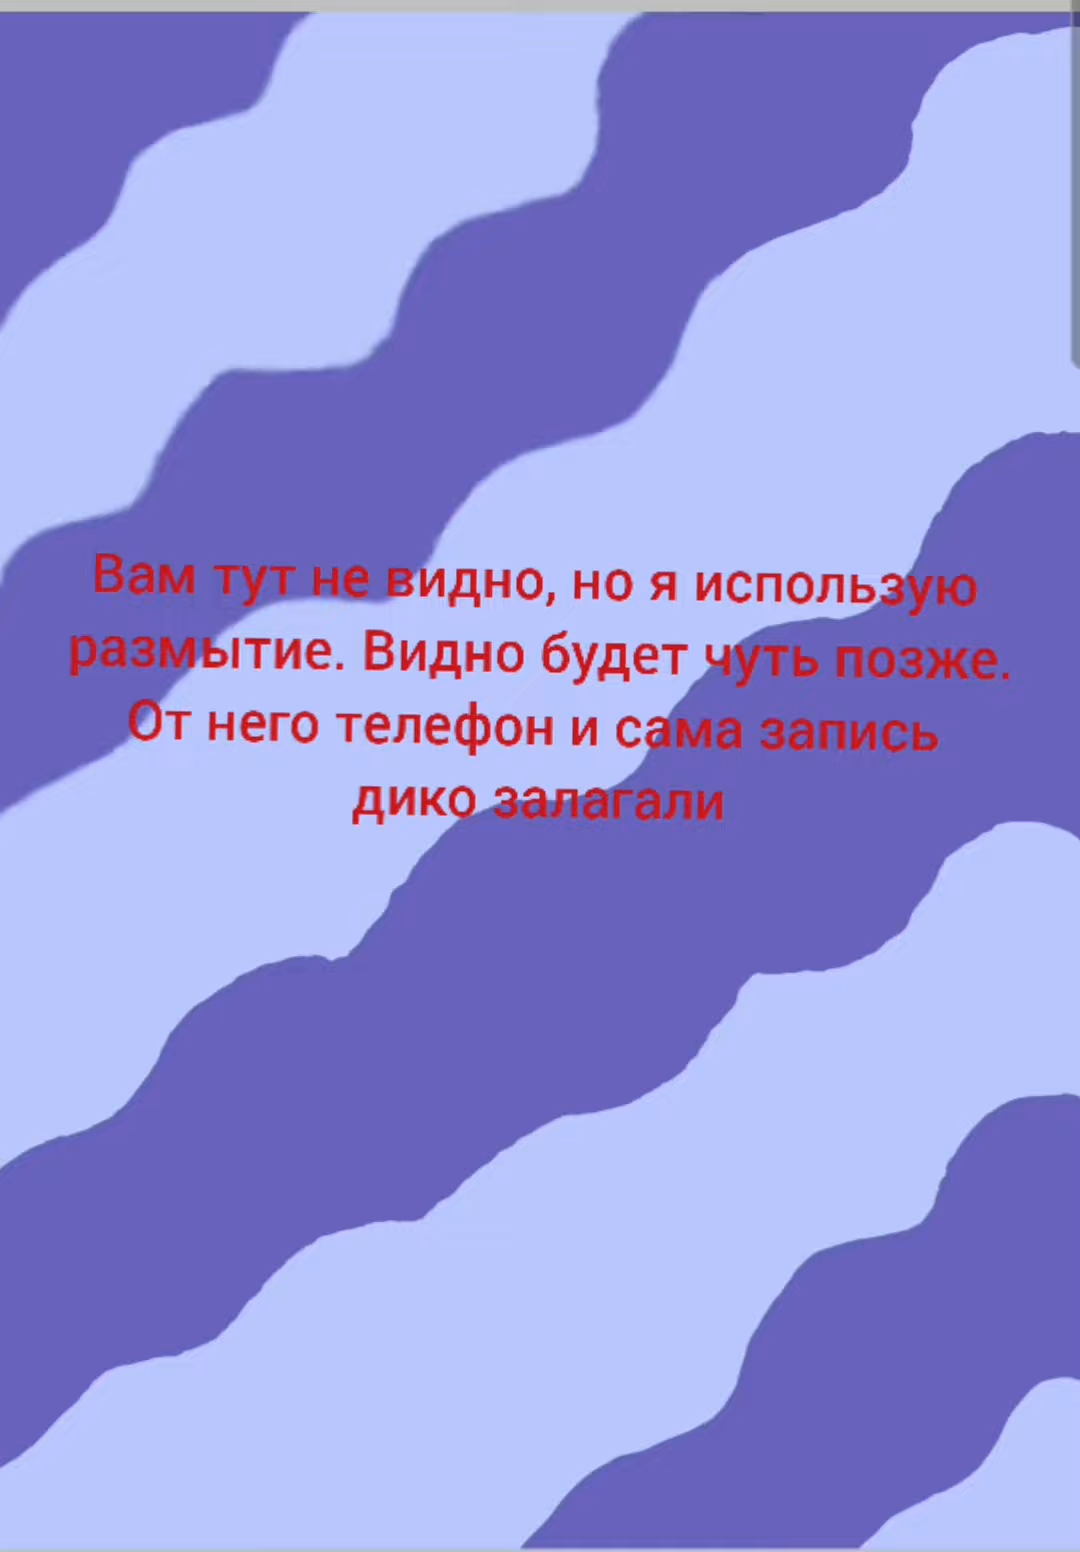 Вам тут не видно, но я использую
размытие. Видно будет чуть позже.
От него телефон и сама запись
дико залагали